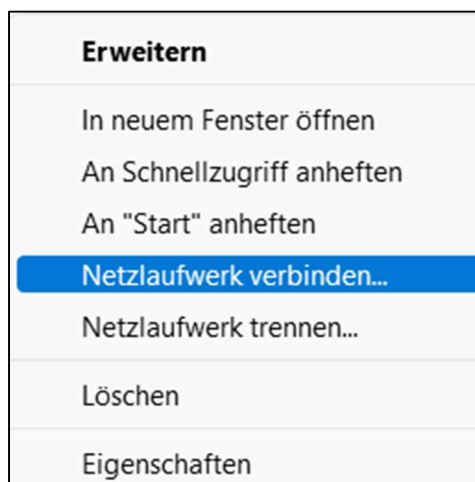 Erweitern
In neuem Fenster öffnen
An Schnellzugriff anheften
An "Start" anheften
Netzlaufwerk verbinden...
Netzlaufwerk trennen...
Löschen
Eigenschaften